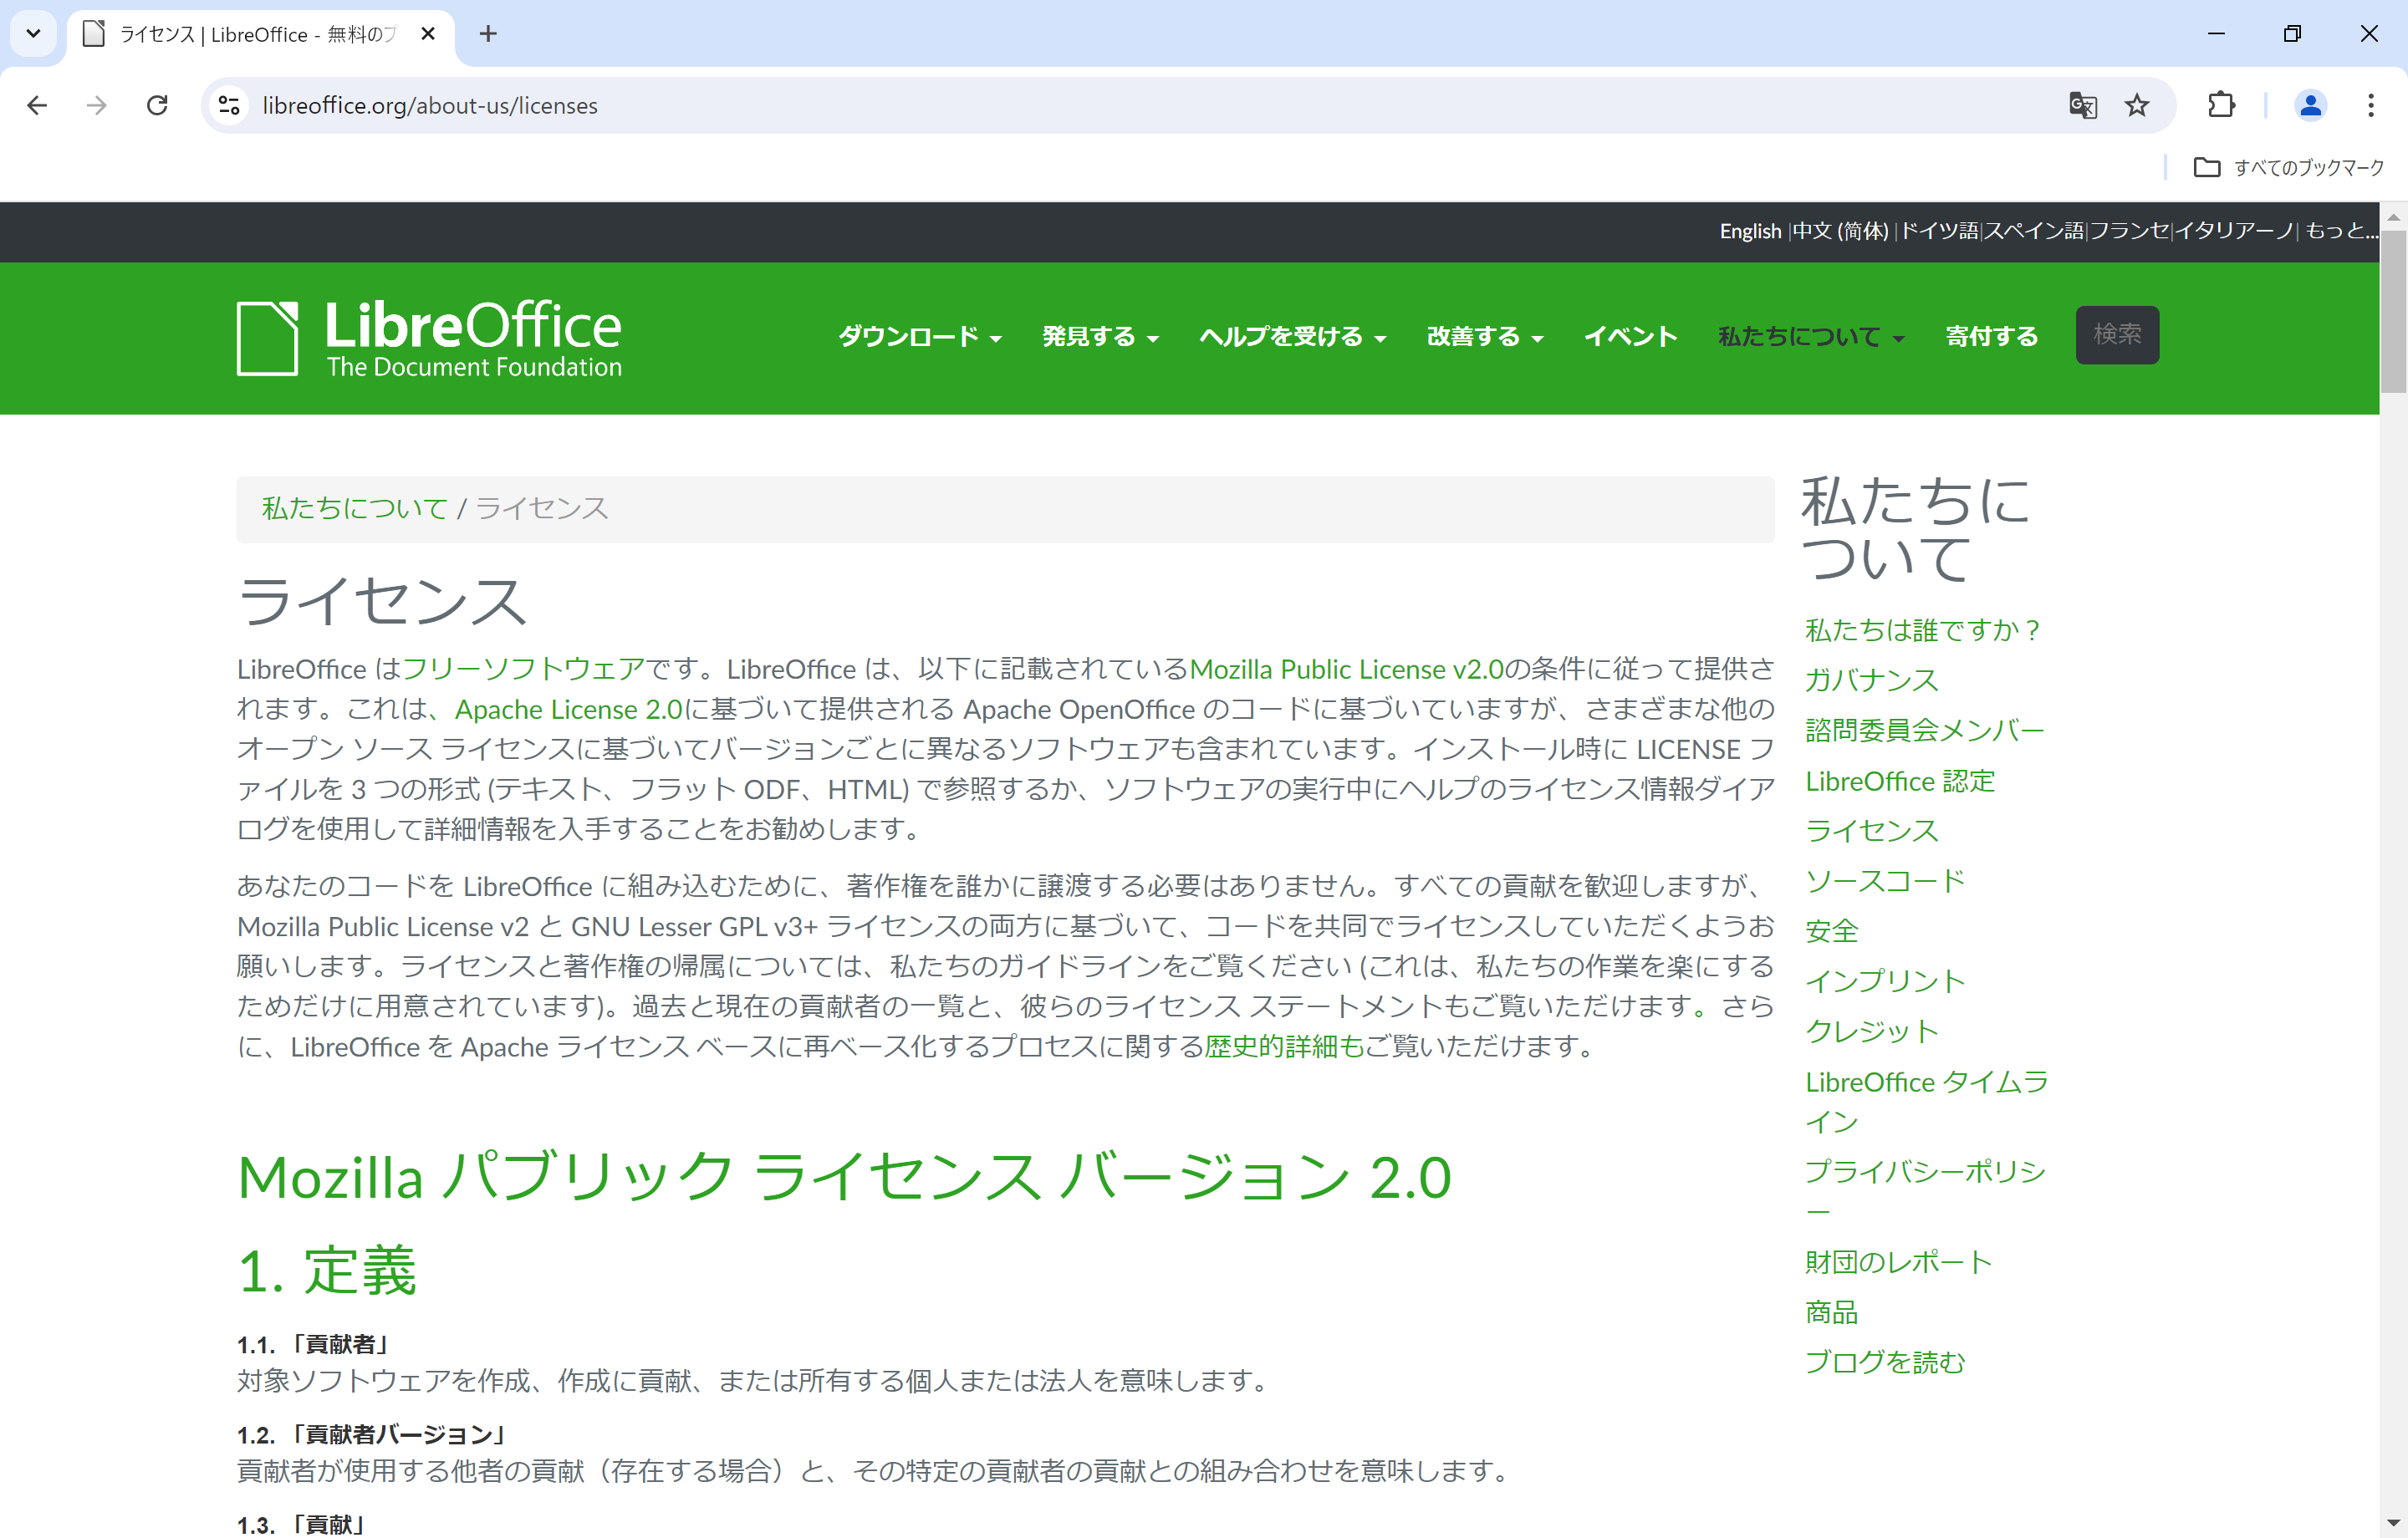 ライセンス | LibreOffice - 無料のプ
libreoffice.org/about-us/licenses
すべてのブックマーク
English |中文 (简体) |ドイツ語|スペイン語|フランセ|イタリアーノ| もっと...
LibreOffice
The Document Foundation
ダウンロード 発見する ヘルプを受ける 改善する イベント 私たちについて 寄付する 検索
私たちについて / ライセンス
ライセンス
LibreOffice はフリーソフトウェアです。LibreOffice は、以下に記載されているMozilla Public License v2.0の条件に従って提供さ
れます。これは、Apache License 2.0に基づいて提供される Apache OpenOffice のコードに基づいていますが、さまざまな他の
オープン ソース ライセンスに基づいてバージョンごとに異なるソフトウェアも含まれています。インストール時に LICENSE フ
ァイルを 3 つの形式 (テキスト、フラット ODF、HTML) で参照するか、ソフトウェアの実行中にヘルプのライセンス情報ダイア
ログを使用して詳細情報を入手することをお勧めします。
あなたのコードを LibreOffice に組み込むために、著作権を誰かに譲渡する必要はありません。すべての貢献を歓迎しますが、
Mozilla Public License v2 と GNU Lesser GPL v3+ ライセンスの両方に基づいて、コードを共同でライセンスしていただくようお
願いします。ライセンスと著作権の帰属については、私たちのガイドラインをご覧ください (これは、私たちの作業を楽にする
ためだけに用意されています)。過去と現在の貢献者の一覧と、彼らのライセンス ステートメントもご覧いただけます。さら
に、LibreOffice を Apache ライセンス ベースに再ベース化するプロセスに関する歴史的詳細もご覧いただけます。
Mozilla パブリック ライセンス バージョン 2.0
1. 定義
1.1. 「貢献者」
対象ソフトウェアを作成、作成に貢献、または所有する個人または法人を意味します。
1.2. 「貢献者バージョン」
貢献者が使用する他者の貢献（存在する場合）と、その特定の貢献者の貢献との組み合わせを意味します。
1.3. 「貢献」
私たちに
ついて
私たちは誰ですか？
ガバナンス
諮問委員会メンバー
LibreOffice 認定
ライセンス
ソースコード
安全
インプリント
クレジット
LibreOffice タイムラ
イン
プライバシーポリシ
ー
財団のレポート
商品
ブログを読む